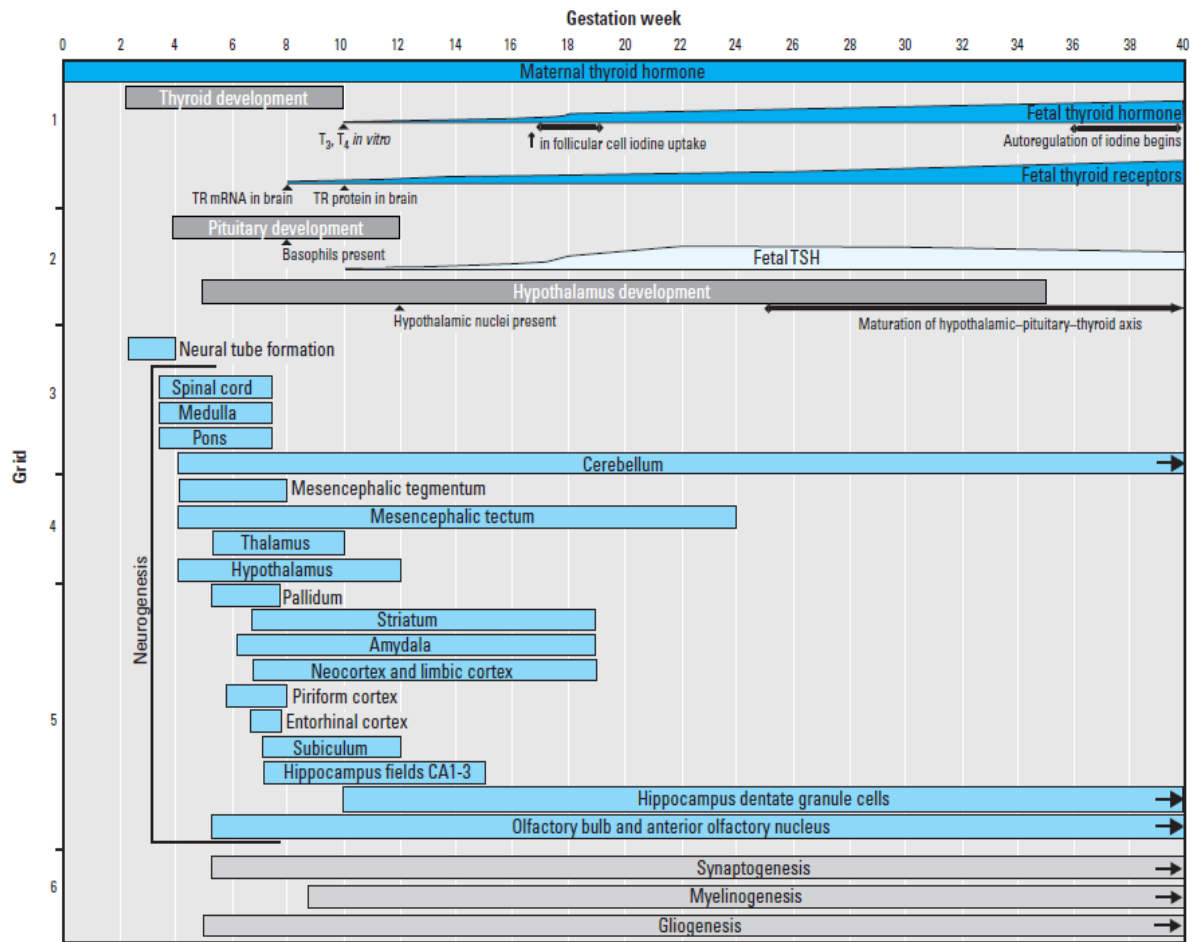 Gestation week
0 2 4 6 8 10 12 14 16 18 20 22 24 26 28 30 32 34 36 38 40
Maternal thyroid hormone
Thyroid development
1
Fetal thyroid hormone
T3, T4 in vitro
↑ in follicular cell iodine uptake
Autoregulation of iodine begins
Fetal thyroid receptors
TR mRNA in brain
TR protein in brain
Pituitary development
Basophils present
2
Fetal TSH
Hypothalamus development
Hypothalamic nuclei present
Maturation of hypothalamic–pituitary–thyroid axis
Neural tube formation
3
Spinal cord
Medulla
Pons
Grid
Cerebellum
Mesencephalic tegmentum
4
Mesencephalic tectum
Thalamus
Hypothalamus
Neurogenesis
Pallidum
Striatum
Amydala
Neocortex and limbic cortex
Piriform cortex
5
Entorhinal cortex
Subiculum
Hippocampus fields CA1-3
Hippocampus dentate granule cells
Olfactory bulb and anterior olfactory nucleus
Synaptogenesis
6
Myelinogenesis
Gliogenesis